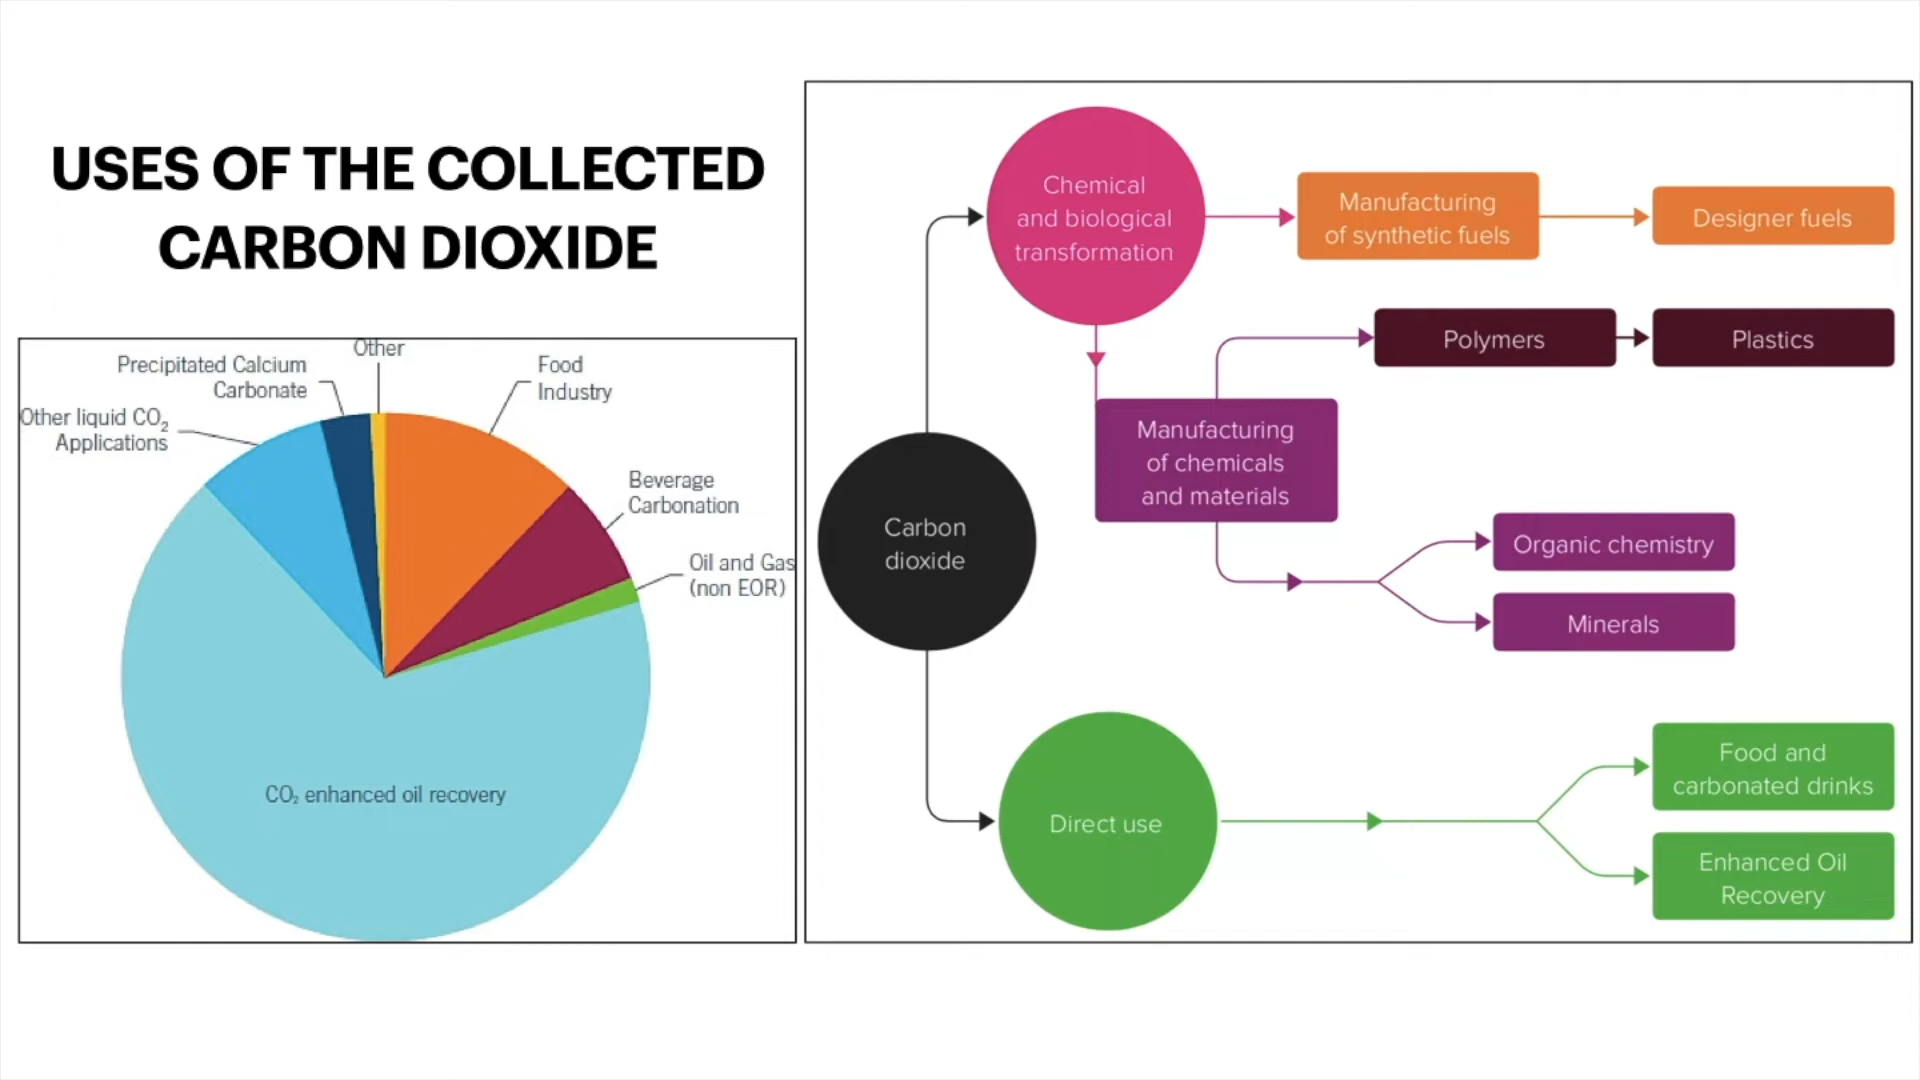 USES OF THE COLLECTED
CARBON DIOXIDE
Other
Precipitated Calcium
Carbonate
Food
Industry
Other liquid CO₂
Applications
Beverage
Carbonation
Oil and Gas
(non EOR)
CO₂ enhanced oil recovery
Chemical
and biological
transformation
Manufacturing
of synthetic fuels
Designer fuels
Polymers
Plastics
Manufacturing
of chemicals
and materials
Carbon
dioxide
Organic chemistry
Minerals
Direct use
Food and
carbonated drinks
Enhanced Oil
Recovery